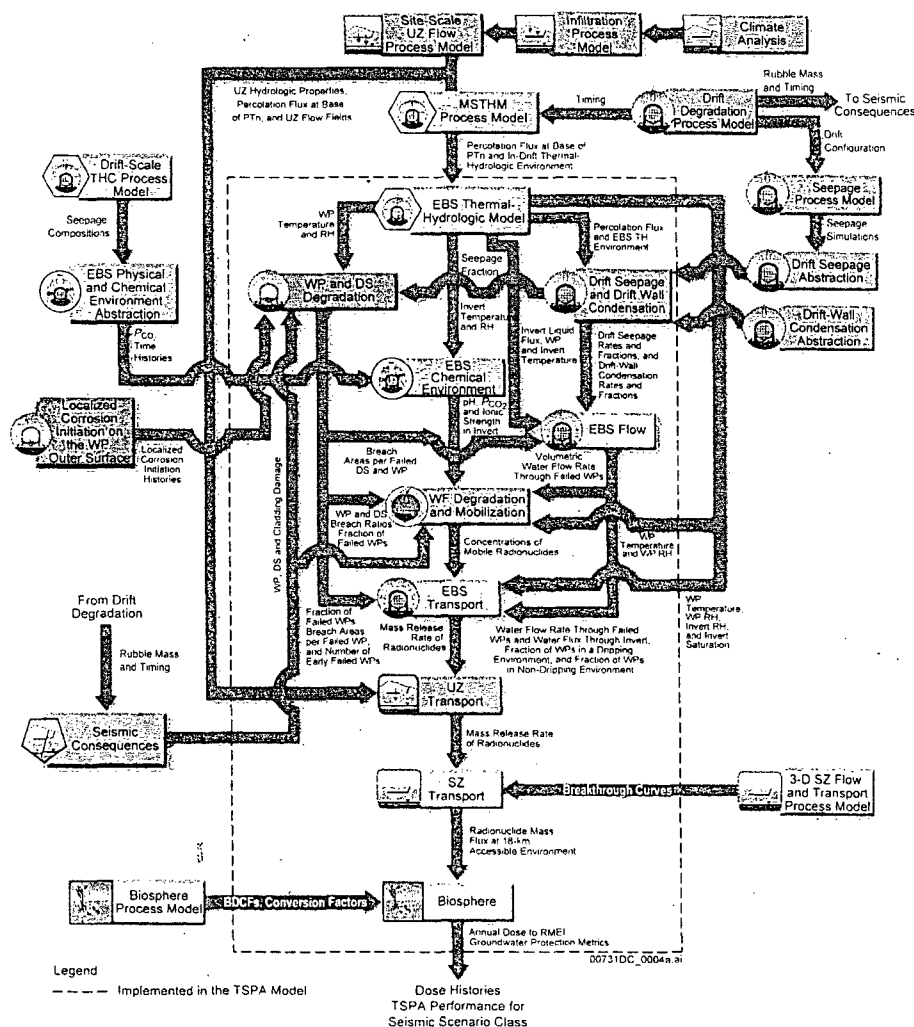 Site-Scale
UZ Flow
Process Model
Infiltration
Process
Model
Climate
Analysis
UZ Hydrologic Properties,
Percolation Flux at Base
of PTn, and UZ Flow Fields
MSTHM
Process Model
Timing
Drift
Degradation
Process Model
Rubble Mass
and Timing
To Seismic
Consequences
Drift
Configuration
Percolation Flux at Base of
PTn and In-Drift Thermal-
Hydrologic Environment
Drift-Scale
THC Process
Model
Seepage
Process Model
EBS Thermal-
Hydrologic Model
WP
Temperature
and RH
Seepage
Compositions
Percolation Flux
and EBS TH
Environment
Seepage
Simulations
Seepage
Fraction
EBS Physical
and Chemical
Environment
Abstraction
WP and DS
Degradation
Drift Seepage
and Drift Wall
Condensation
Drift Seepage
Abstraction
Drift-Wall
Condensation
Abstraction
Invert
Temperature
and RH
Invert Liquid
Flux, WP
and Invert
Temperature
Drift Seepage
Rates and
Fractions, and
Drift-Wall
Condensation
Rates and
Fractions
PCO2
Time
Histories
EBS
Chemical
Environment
pH, PCO2
and Ionic
Strength
in Invert
Localized
Corrosion
Initiation on
the WP
Outer Surface
Localized
Corrosion
Initiation
Histories
EBS Flow
Breach
Areas per Failed
DS and WP
Volumetric
Water Flow Rate
Through Failed WPs
WP, DS and Cladding Damage
WP and DS
Breach Ratios
Fraction of
Failed WPs
WF Degradation
and Mobilization
WP
Temperature
and WP RH
Concentrations of
Mobile Radionuclides
EBS
Transport
From Drift
Degradation
Fraction of
Failed WPs
Breach Areas
per Failed WP,
and Number of
Early Failed WPs
Mass Release
Rate of
Radionuclides
Water Flow Rate Through Failed
WPs and Water Flux Through Invert,
Fraction of WPs in a Dripping
Environment, and Fraction of WPs
in Non-Dripping Environment
WP
Temperature,
WP RH,
Invert RH,
and Invert
Saturation
Rubble Mass
and Timing
UZ
Transport
Seismic
Consequences
Mass Release Rate
of Radionuclides
SZ
Transport
Breakthrough Curves
3-D SZ Flow
and Transport
Process Model
Radionuclide Mass
Flux at 18-km
Accessible Environment
Biosphere
Process Model
BDCFs, Conversion Factors
Biosphere
Annual Dose to RMEI
Groundwater Protection Metrics
00731DC_0004a.ai
Legend
Implemented in the TSPA Model
Dose Histories
TSPA Performance for
Seismic Scenario Class